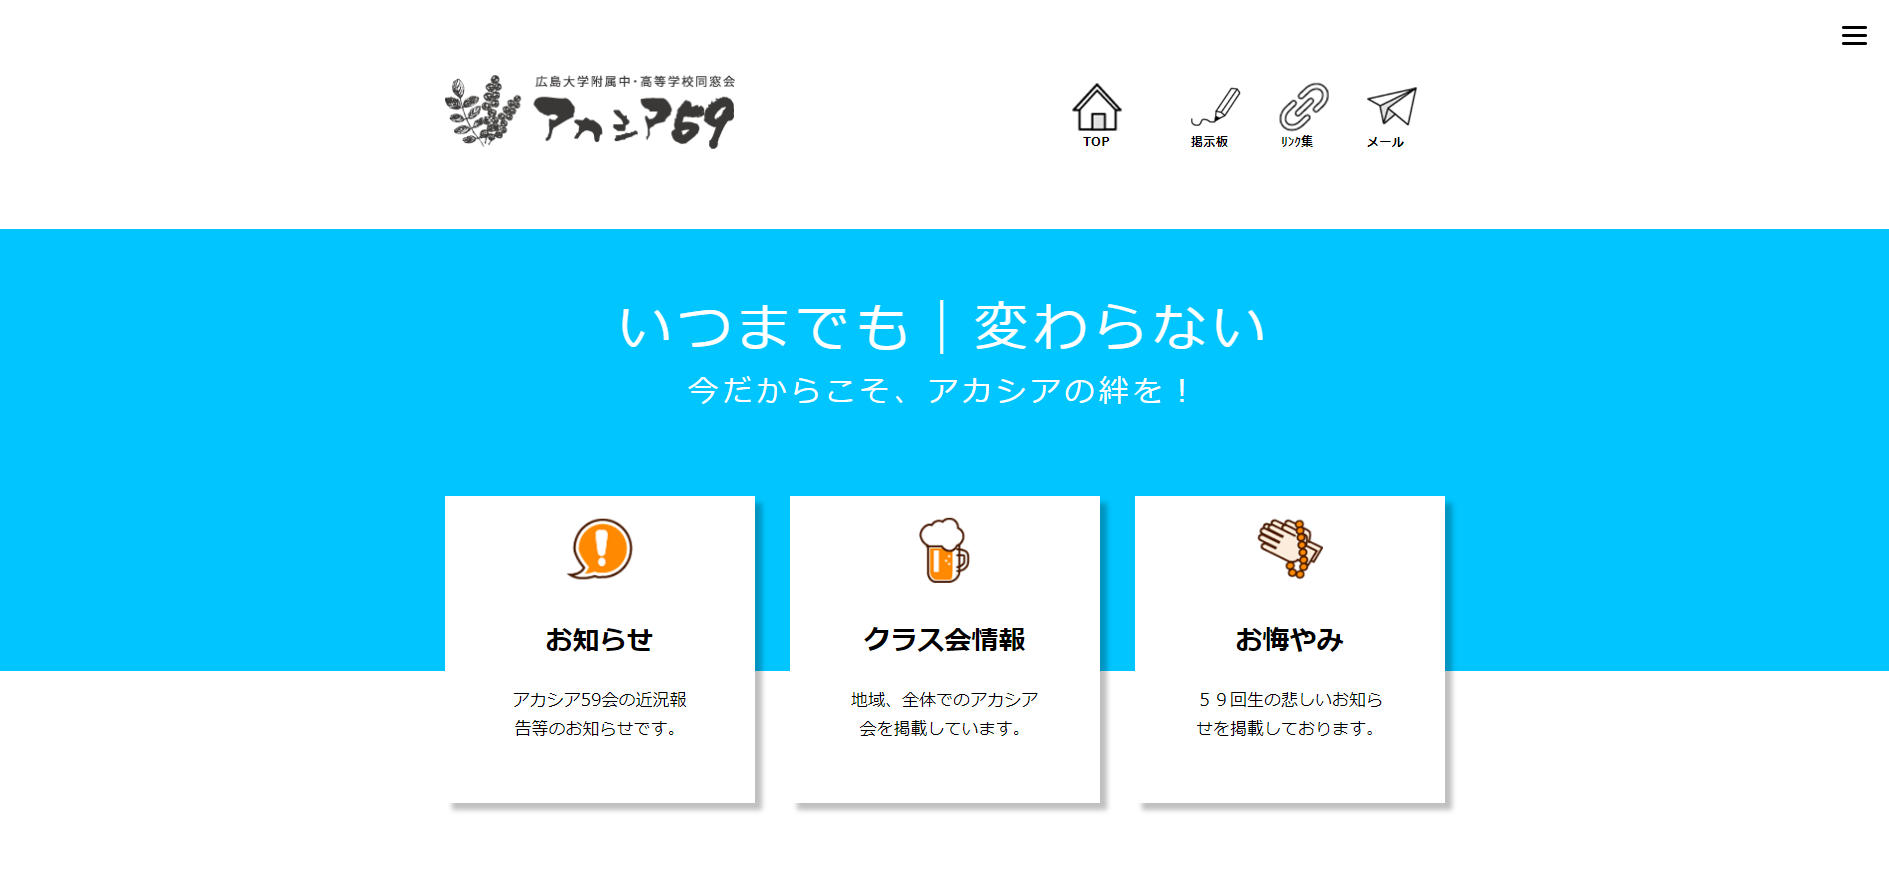 広島大学附属中・高等学校同窓会
アカシア59
TOP
掲示板
ﾘﾝｸ集
メール
いつまでも｜変わらない
今だからこそ、アカシアの絆を！
お知らせ
アカシア59会の近況報
告等のお知らせです。
クラス会情報
地域、全体でのアカシア
会を掲載しています。
お悔やみ
５９回生の悲しいお知ら
せを掲載しております。